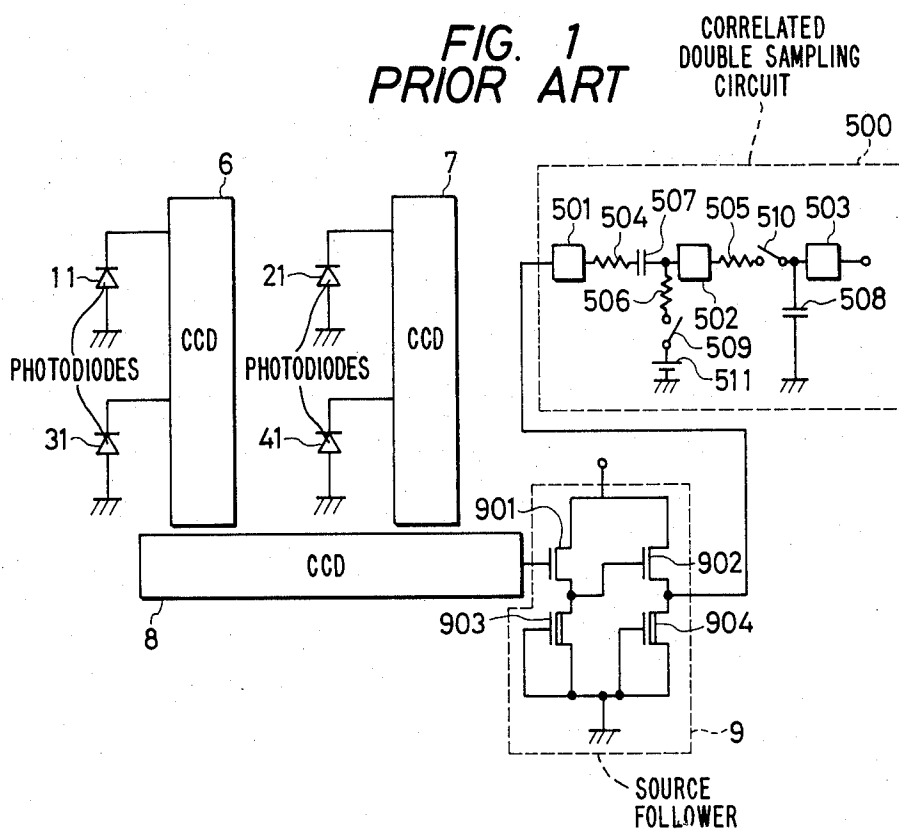 FIG. 1
PRIOR ART
CORRELATED
DOUBLE SAMPLING
CIRCUIT
500
6
7
501
504
507
505
510
503
11
21
506
502
508
509
511
CCD
CCD
PHOTODIODES
PHOTODIODES
31
41
901
CCD
902
8
903
904
9
SOURCE
FOLLOWER